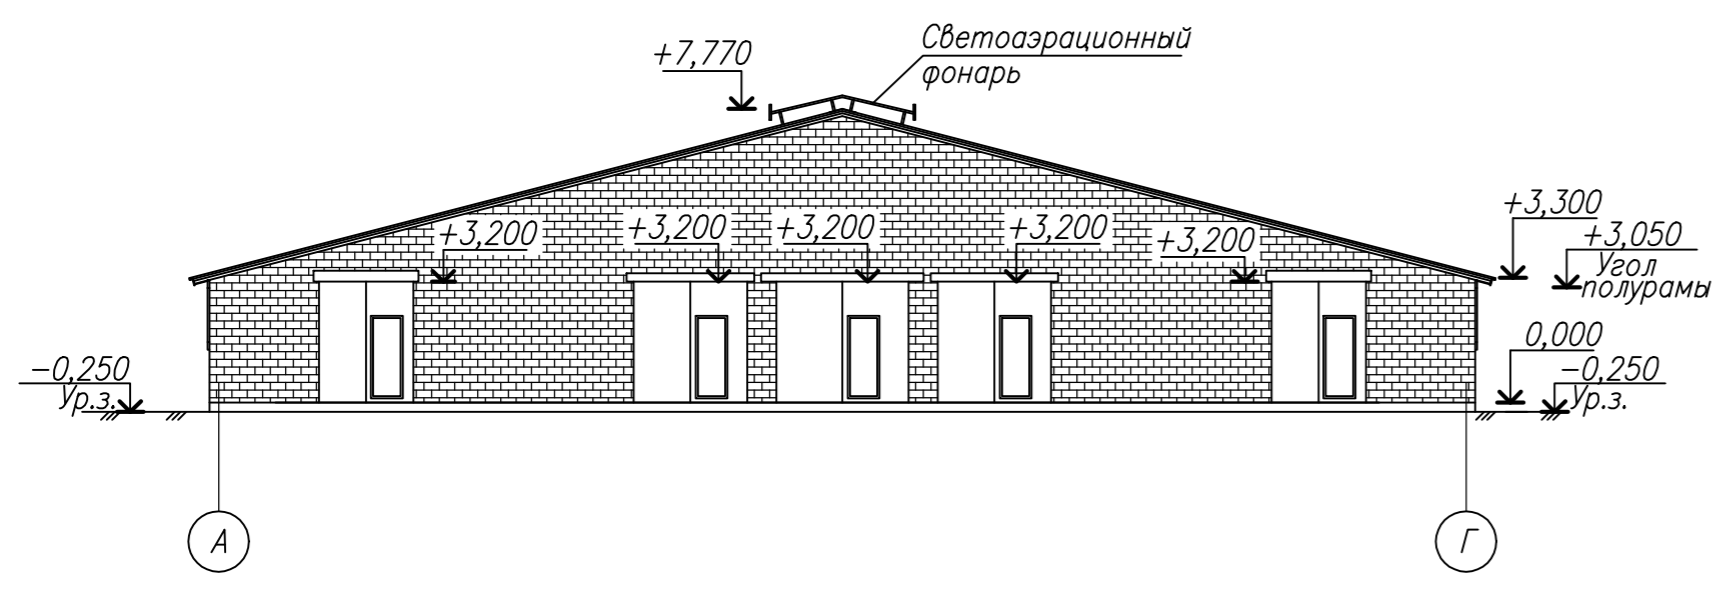 Светоаэрационный
фонарь
+7,770
+3,300
+3,050
Угол
полурамы
+3,200
+3,200
+3,200
+3,200
+3,200
0,000
-0,250
Ур.з.
-0,250
Ур.з.
А
Г